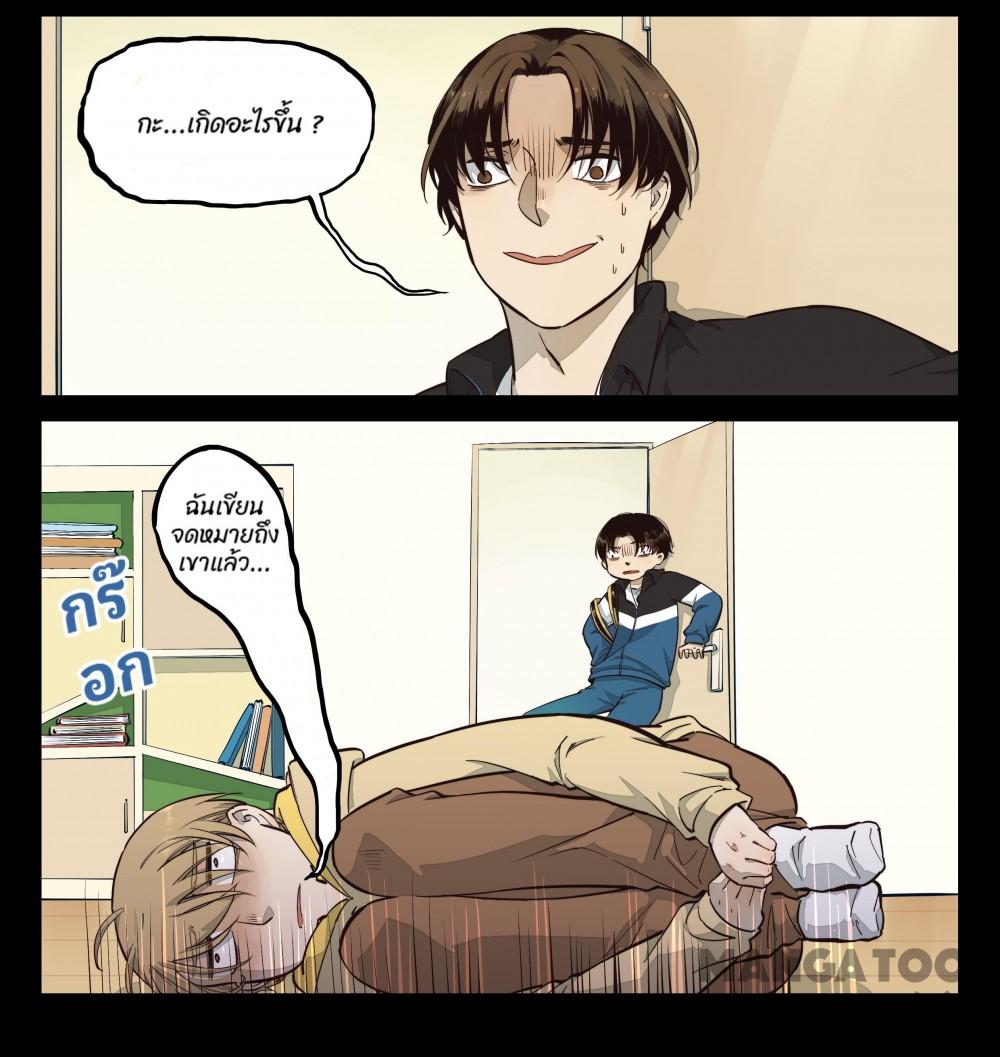 กะ...เกิดอะไรขึ้น ?
ฉันเขียน
จดหมายถึง
เขาแล้ว...
กร๊
อก
MANGATOO